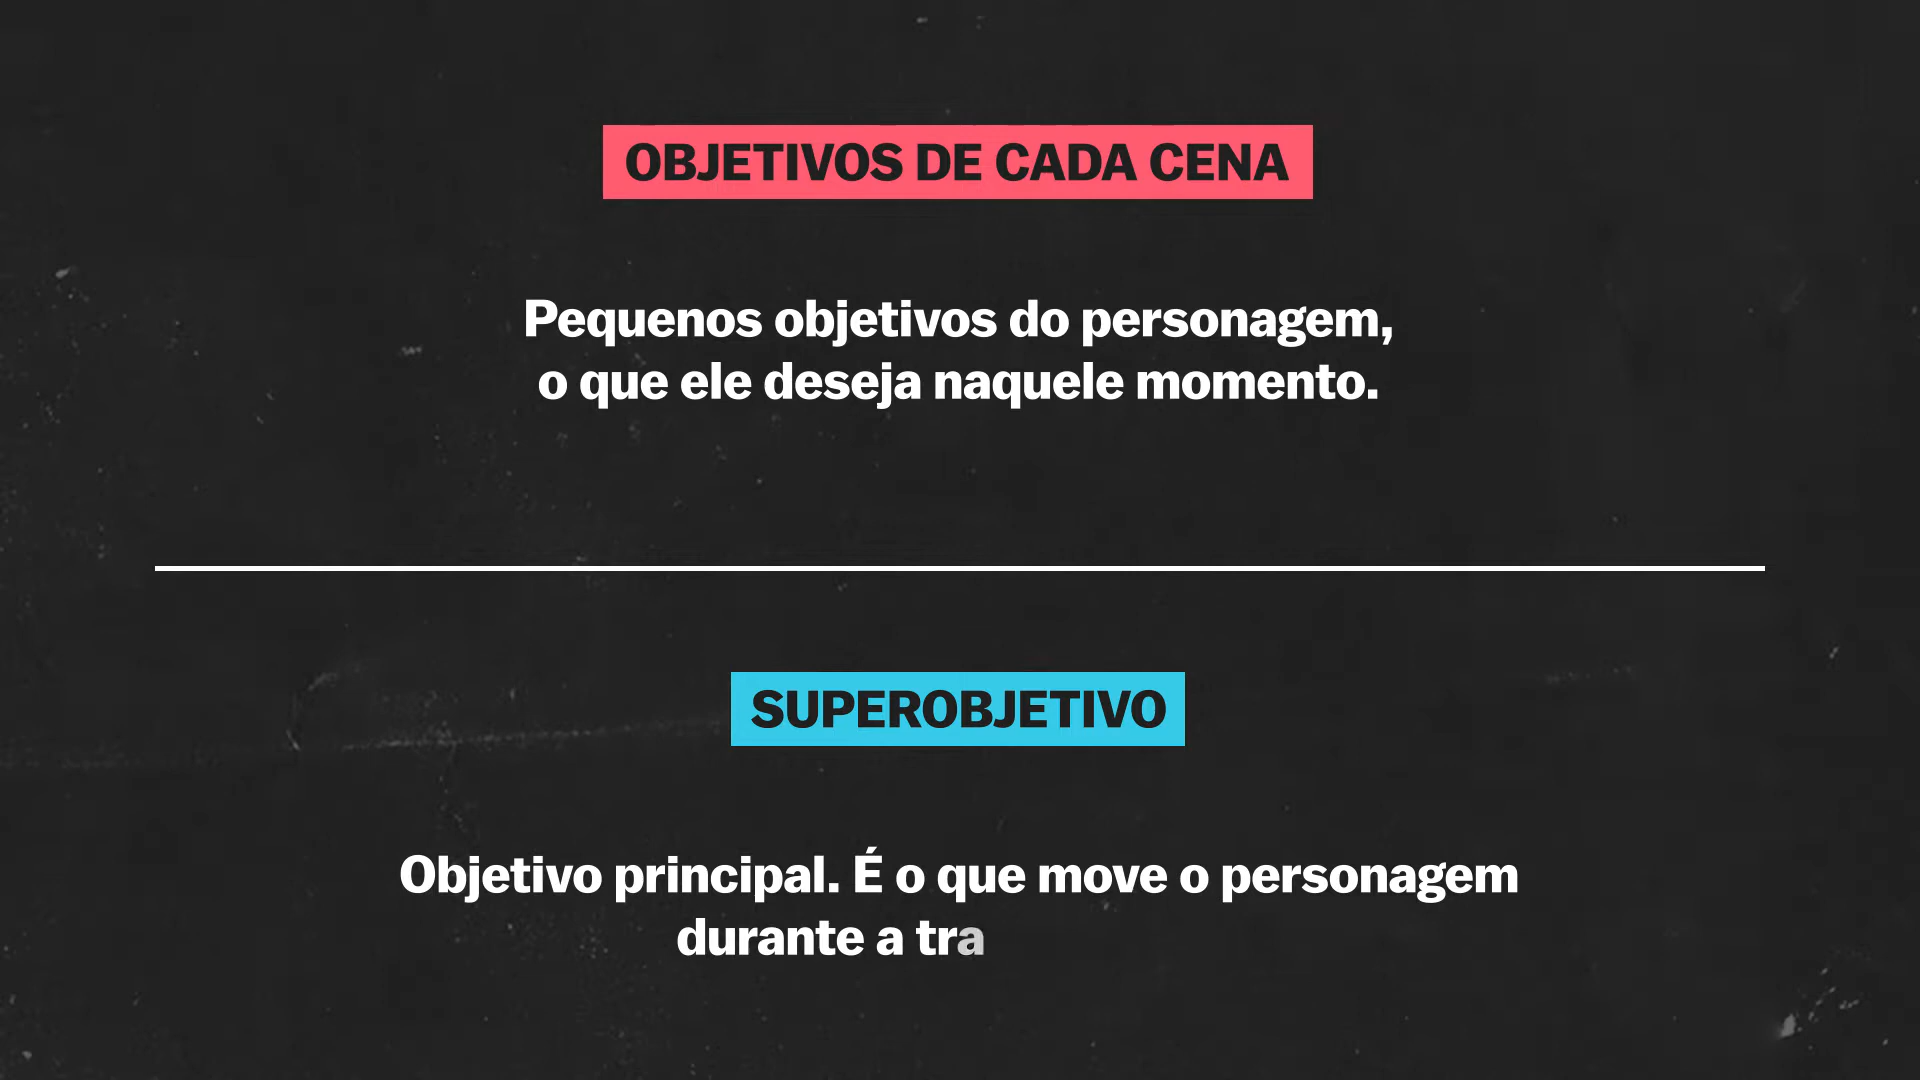 OBJETIVOS DE CADA CENA
Pequenos objetivos do personagem,
o que ele deseja naquele momento.
SUPEROBJETIVO
Objetivo principal. É o que move o personagem
durante a tra